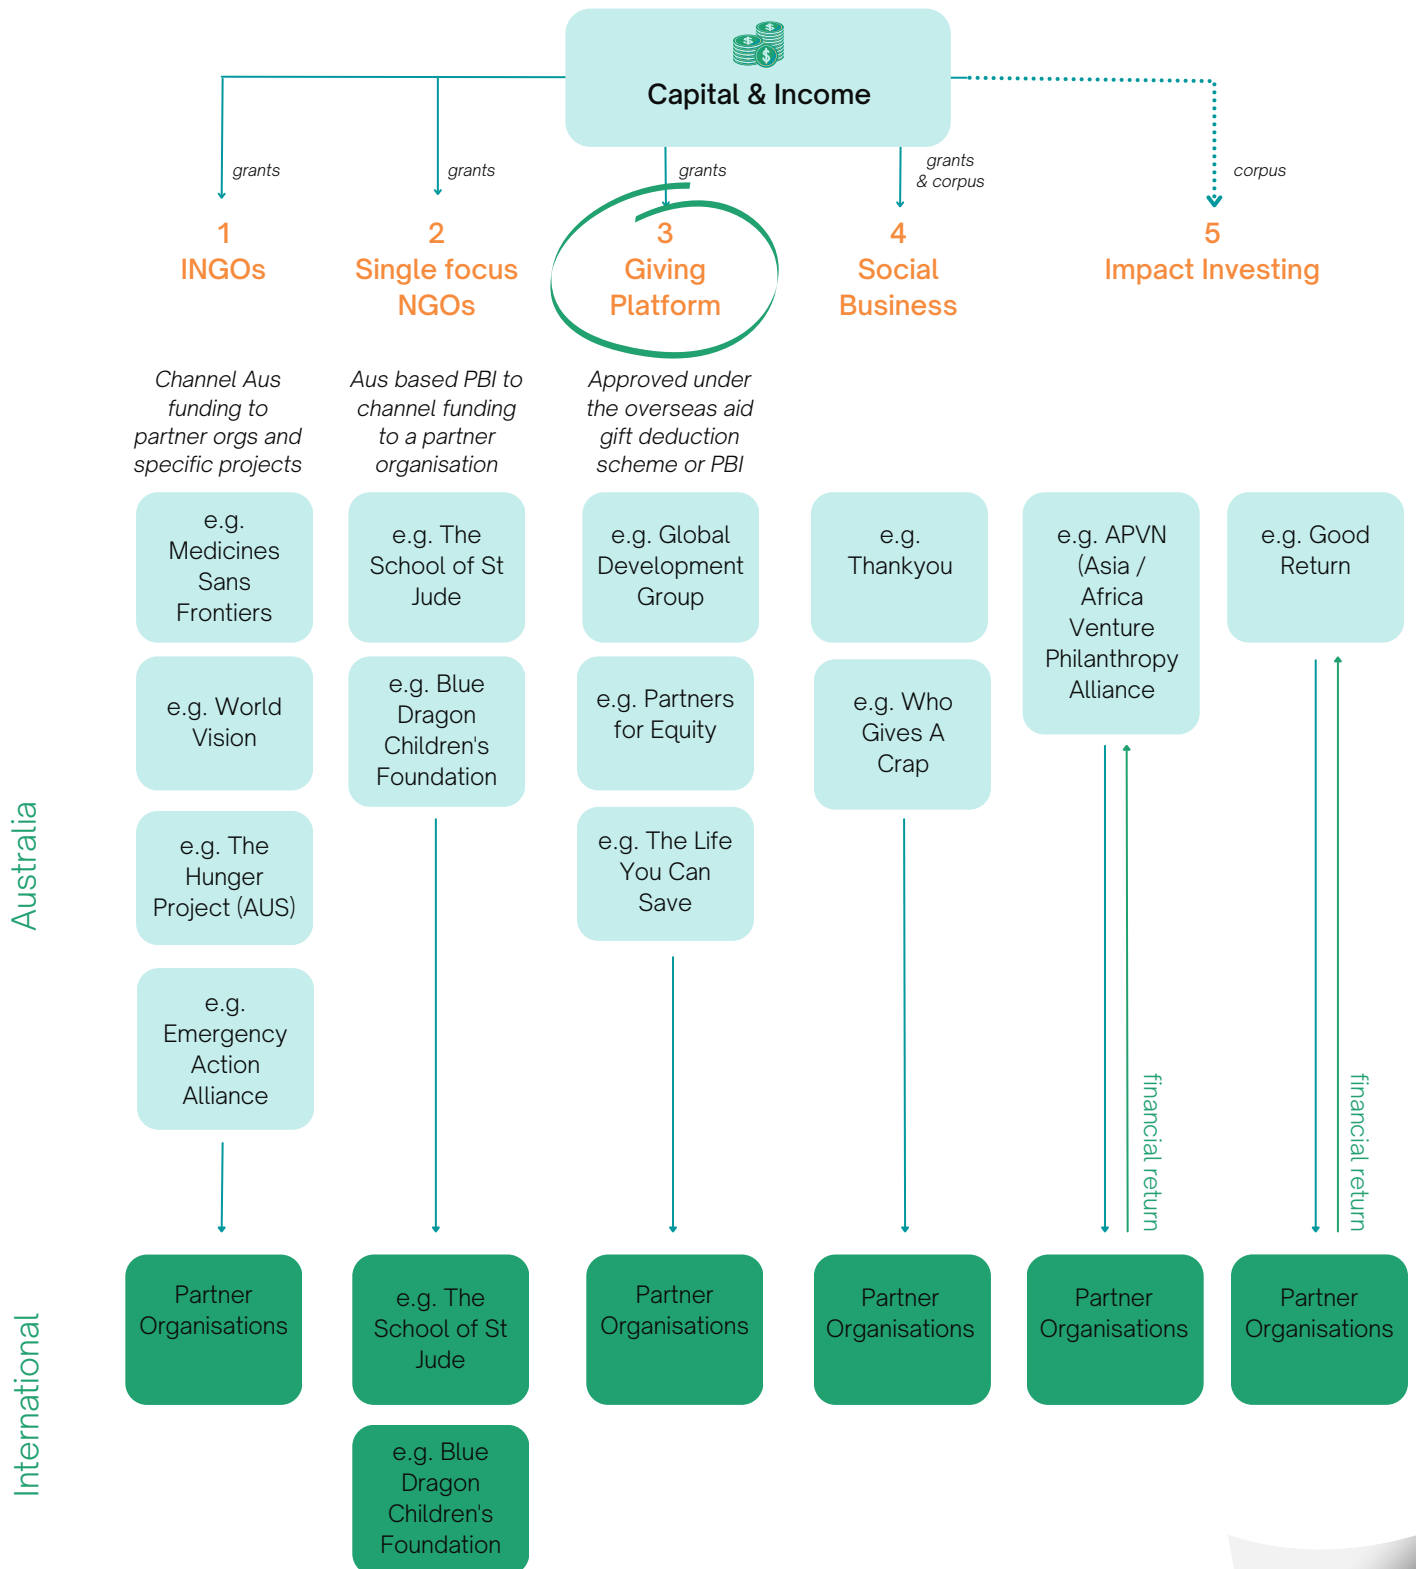 Capital & Income
grants
grants
grants
grants
& corpus
corpus
1
INGOs
2
Single focus
NGOs
3
Giving
Platform
4
Social
Business
5
Impact Investing
Channel Aus
funding to
partner orgs and
specific projects
Aus based PBI to
channel funding
to a partner
organisation
Approved under
the overseas aid
gift deduction
scheme or PBI
Australia
e.g.
Medicines
Sans
Frontiers
e.g. World
Vision
e.g. The
Hunger
Project (AUS)
e.g.
Emergency
Action
Alliance
e.g. The
School of St
Jude
e.g. Blue
Dragon
Children's
Foundation
e.g. Global
Development
Group
e.g. Partners
for Equity
e.g. The Life
You Can
Save
e.g.
Thankyou
e.g. Who
Gives A
Crap
e.g. APVN
(Asia /
Africa
Venture
Philanthropy
Alliance
e.g. Good
Return
financial return
financial return
International
Partner
Organisations
e.g. The
School of St
Jude
e.g. Blue
Dragon
Children's
Foundation
Partner
Organisations
Partner
Organisations
Partner
Organisations
Partner
Organisations